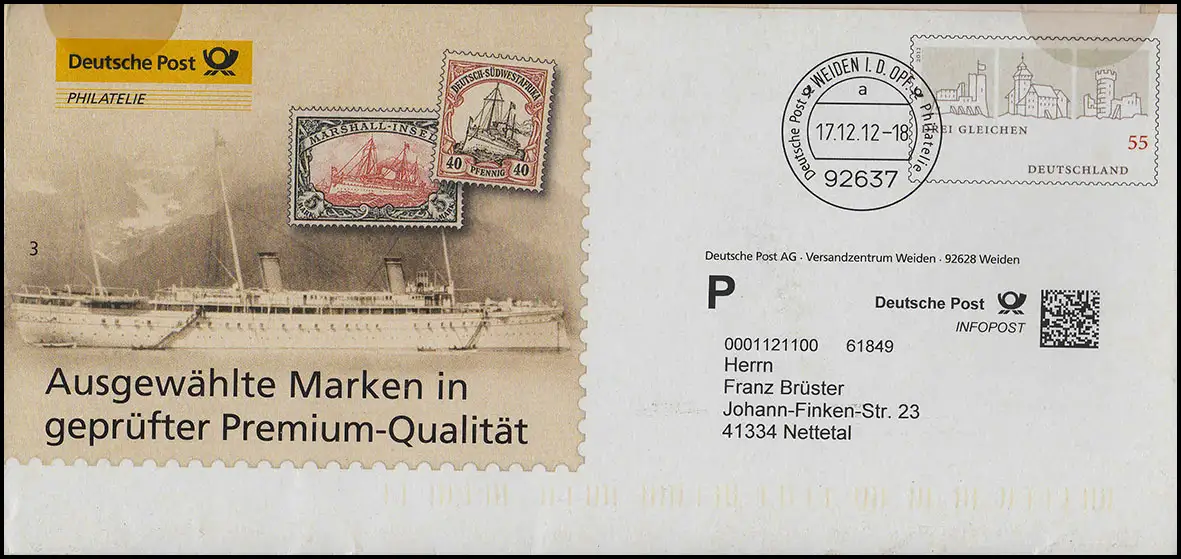 Deutsche Post
PHILATELIE
DEUTSCH-SÜDWESTAFRIKA
40 40
PFENNIG
MARSHALL-INSELN
5 5
MARK MARK
3
Ausgewählte Marken in
geprüfter Premium-Qualität
Deutsche Post WEIDEN I. D. OPF. Philatelie
a
17.12.12-18
92637
2012
DREI GLEICHEN
55
DEUTSCHLAND
Deutsche Post AG · Versandzentrum Weiden · 92628 Weiden
P
Deutsche Post
INFOPOST
0001121100 61849
Herrn
Franz Brüster
Johann-Finken-Str. 23
41334 Nettetal